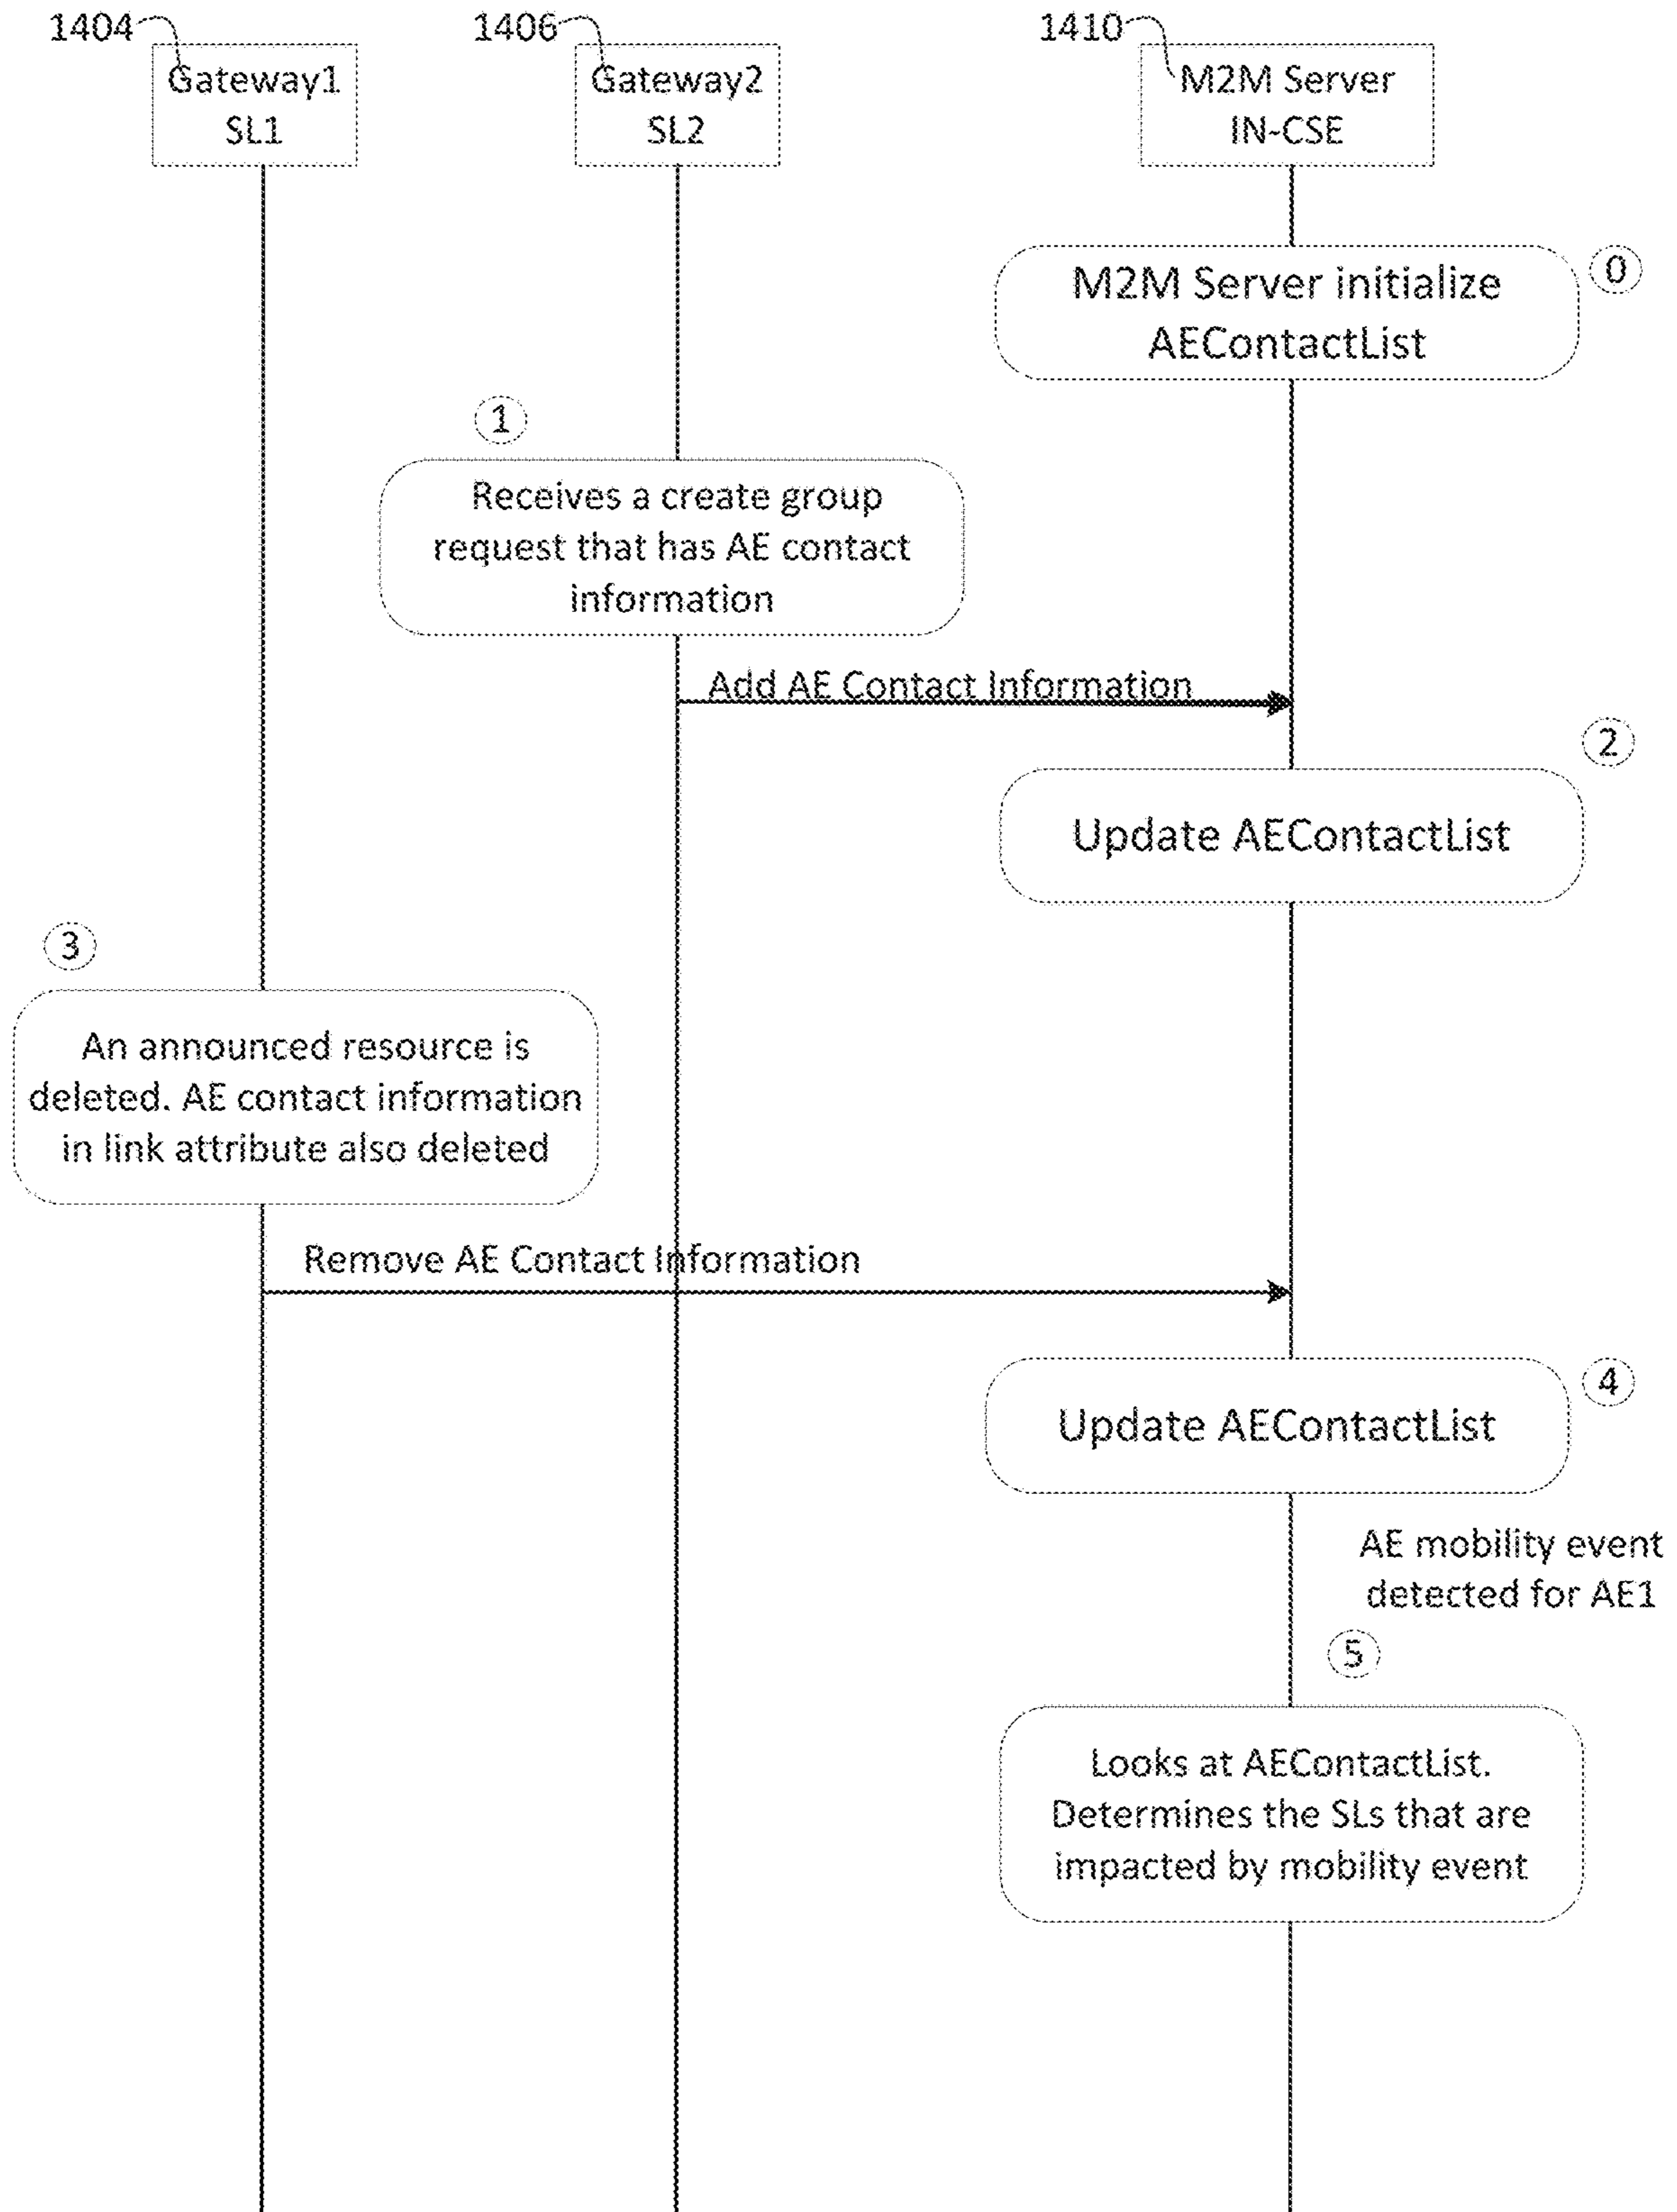 1404
1406
1410
Gateway1
SL1
Gateway2
SL2
M2M Server
IN-CSE
M2M Server initialize
AEContactList
0
1
Receives a create group
request that has AE contact
information
Add AE Contact Information
2
Update AEContactList
3
An announced resource is
deleted. AE contact information
in link attribute also deleted
Remove AE Contact Information
4
Update AEContactList
AE mobility event
detected for AE1
5
Looks at AEContactList.
Determines the SLs that are
impacted by mobility event